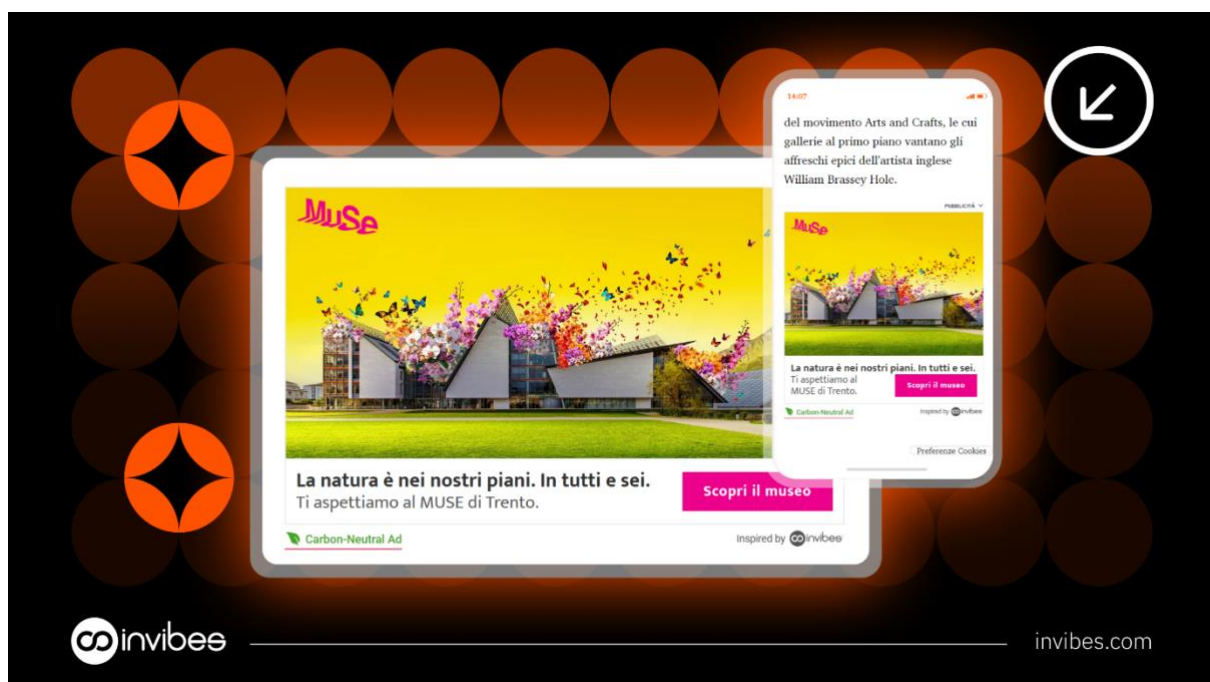 MuSe
La natura è nei nostri piani. In tutti e sei.
Ti aspettiamo al MUSE di Trento.
Scopri il museo
Carbon-Neutral Ad
Inspired by invibes
14:07
del movimento Arts and Crafts, le cui
gallerie al primo piano vantano gli
affreschi epici dell'artista inglese
William Brassey Hole.
PUBBLICITÀ
MuSe
La natura è nei nostri piani. In tutti e sei.
Ti aspettiamo al
MUSE di Trento.
Scopri il museo
Carbon-Neutral Ad
Inspired by invibes
Preferenze Cookies
invibes
invibes.com